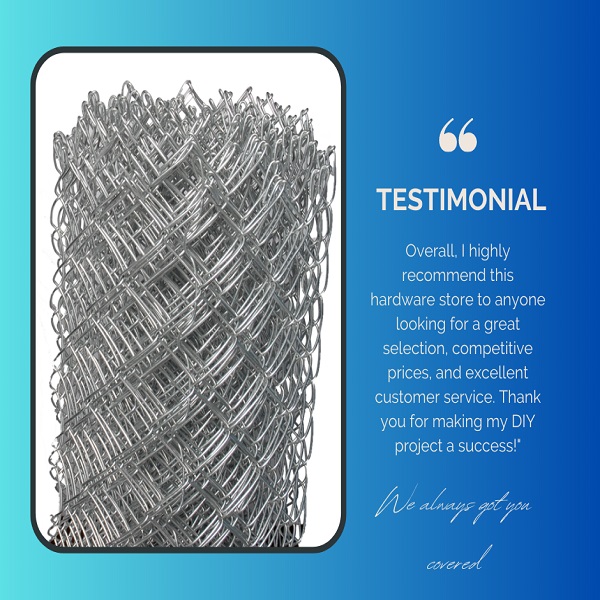 “
TESTIMONIAL
Overall, I highly
recommend this
hardware store to anyone
looking for a great
selection, competitive
prices, and excellent
customer service. Thank
you for making my DIY
project a success!"
We always got you
covered